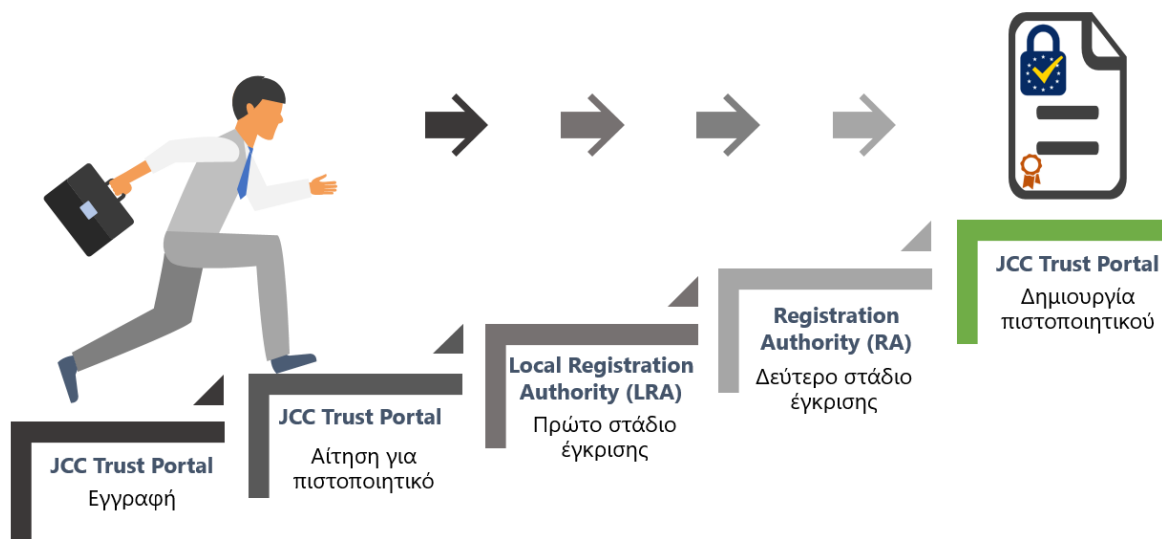 JCC Trust Portal
Εγγραφή
JCC Trust Portal
Αίτηση για
πιστοποιητικό
Local Registration
Authority (LRA)
Πρώτο στάδιο
έγκρισης
Registration
Authority (RA)
Δεύτερο στάδιο
έγκρισης
JCC Trust Portal
Δημιουργία
πιστοποιητικού